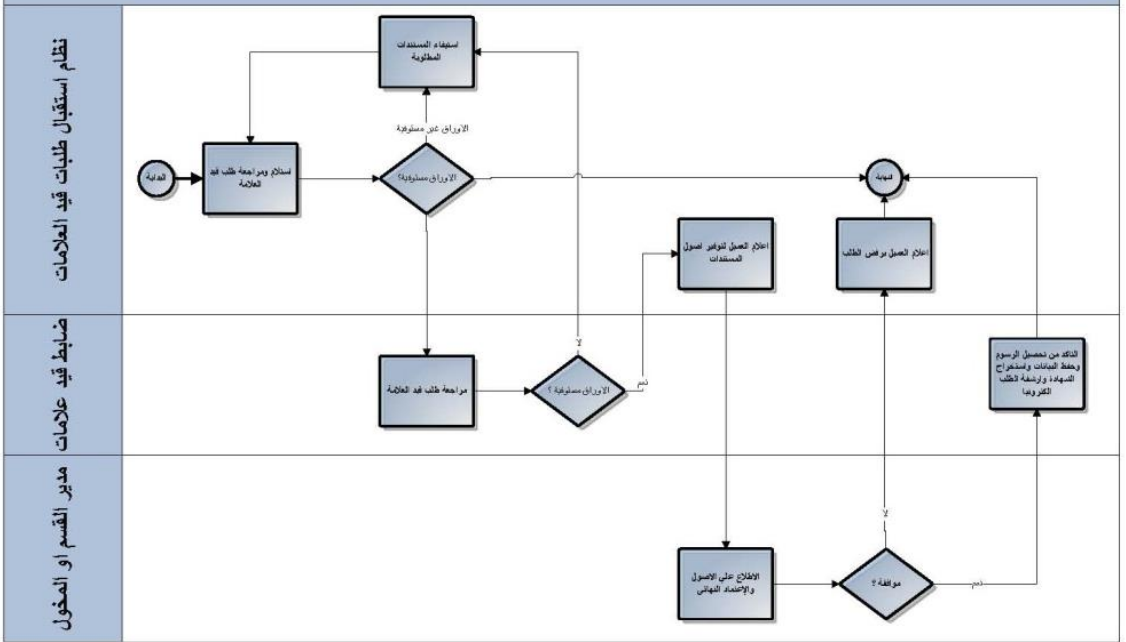 نظام استقبال طلبات قيد العلامات
استيفاء المستندات
المطلوبة
الاوراق غير مستوفية
البداية
استلام ومراجعة طلب قيد
العلامة
الاوراق مستوفية؟
النهاية
اعلام العميل لتوفير اصول
المستندات
اعلام العميل برفض الطلب
ضابط قيد علامات
مراجعة طلب قيد العلامة
الاوراق مستوفية ؟
لا
نعم
التاكد من تحصيل الرسوم
وحفظ البيانات واستخراج
الشهادة وارشفة الطلب
الكترونيا
مدير القسم او المخول
الاطلاع علي الاصول
والإعتماد النهائي
موافقة ؟
لا
نعم